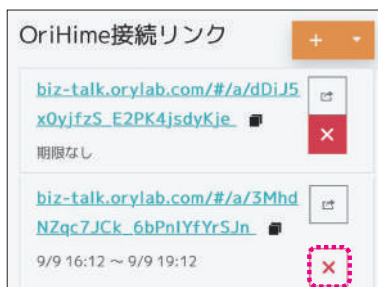 OriHime接続リンク
biz-talk.orylab.com/#/a/dDiJ5
x0yjfzS_E2PK4jsdyKje
期限なし
biz-talk.orylab.com/#/a/3Mhd
NZqc7JCk_6bPnIYfYrSJn
9/9 16:12 ~ 9/9 19:12